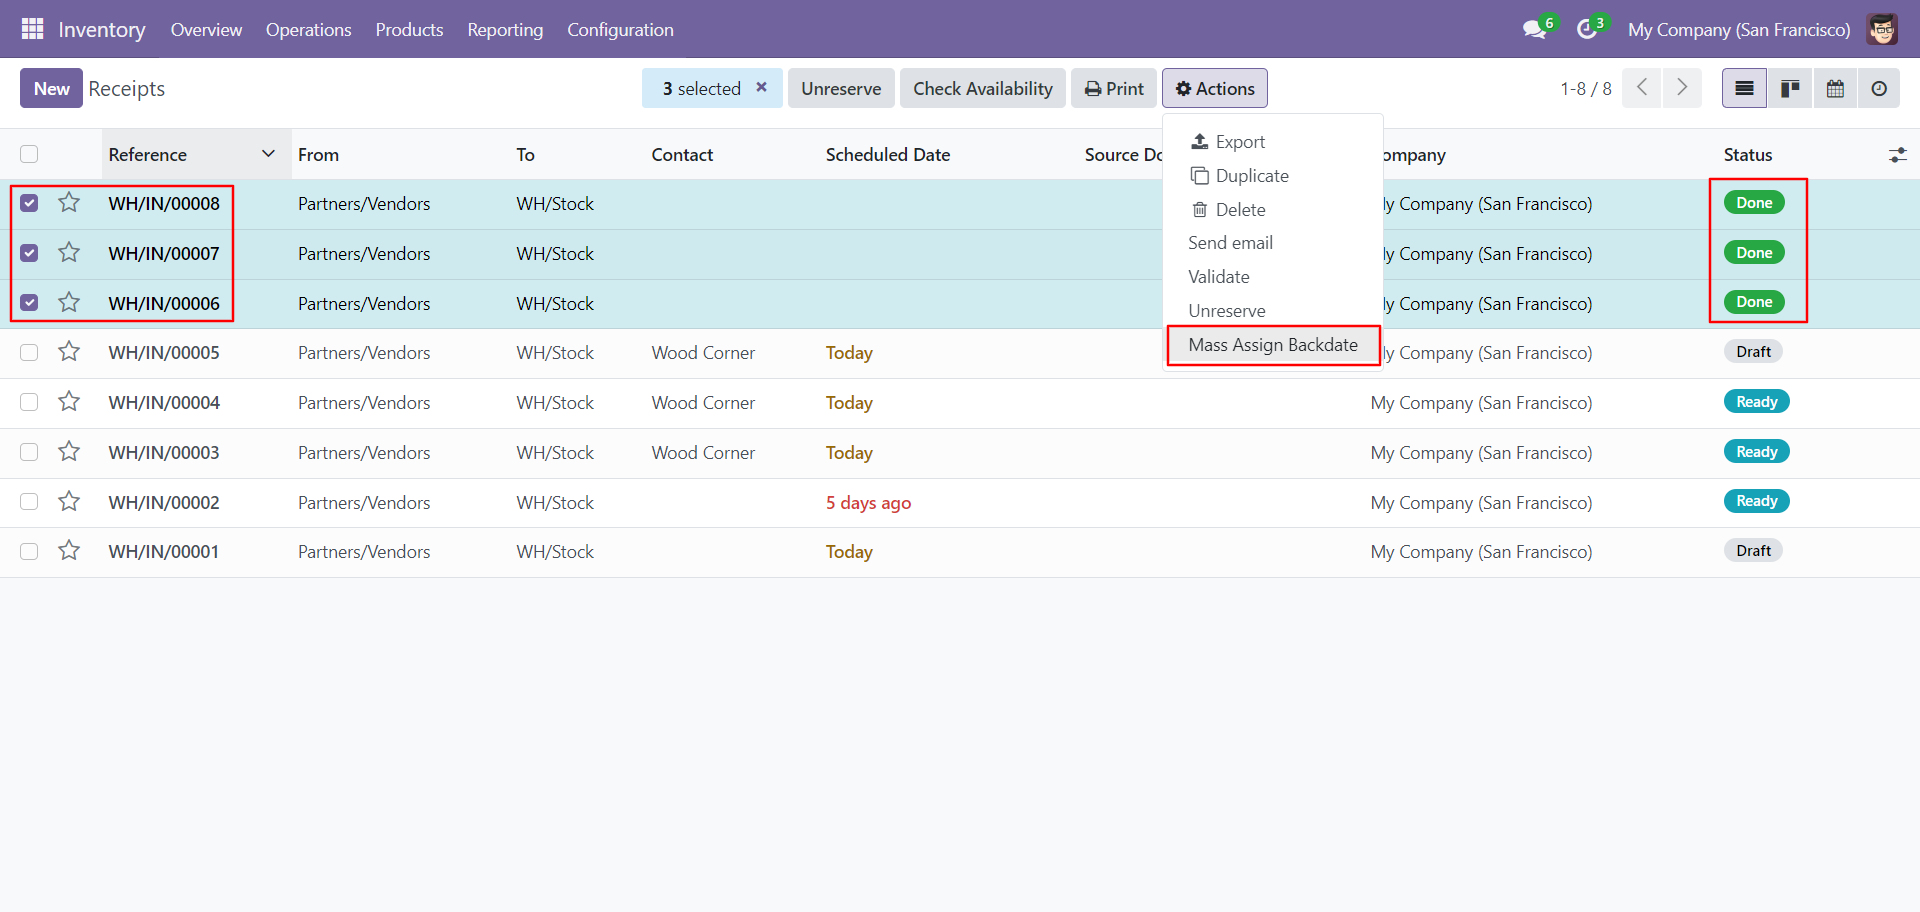 Inventory Overview Operations Products Reporting Configuration 6 3 My Company (San Francisco)
New Receipts 3 selected × Unreserve Check Availability Print Actions 1-8 / 8
Reference From To Contact Scheduled Date Source Do ompany Status
WH/IN/00008 Partners/Vendors WH/Stock y Company (San Francisco) Done
WH/IN/00007 Partners/Vendors WH/Stock y Company (San Francisco) Done
WH/IN/00006 Partners/Vendors WH/Stock y Company (San Francisco) Done
WH/IN/00005 Partners/Vendors WH/Stock Wood Corner Today y Company (San Francisco) Draft
WH/IN/00004 Partners/Vendors WH/Stock Wood Corner Today My Company (San Francisco) Ready
WH/IN/00003 Partners/Vendors WH/Stock Wood Corner Today My Company (San Francisco) Ready
WH/IN/00002 Partners/Vendors WH/Stock 5 days ago My Company (San Francisco) Ready
WH/IN/00001 Partners/Vendors WH/Stock Today My Company (San Francisco) Draft
Export
Duplicate
Delete
Send email
Validate
Unreserve
Mass Assign Backdate